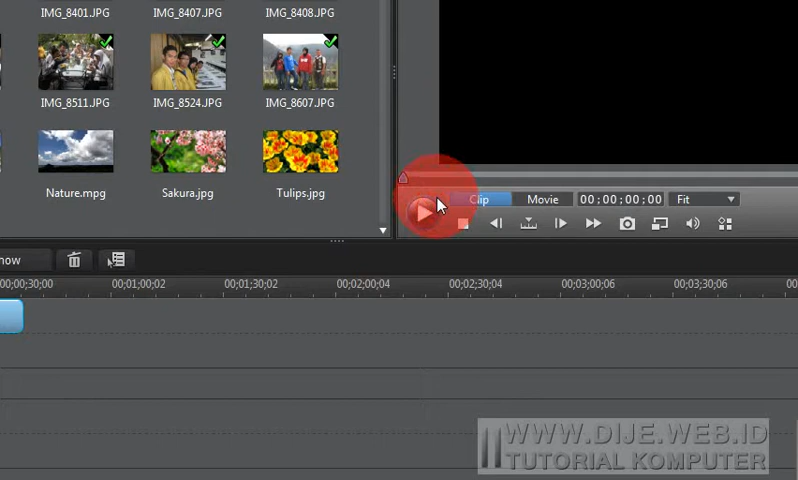 IMG_8401.JPG IMG_8407.JPG IMG_8408.JPG
IMG_8511.JPG IMG_8524.JPG IMG_8607.JPG
Nature.mpg Sakura.jpg Tulips.jpg
Clip Movie 00;00;00;00 Fit
how
00;00;30;00 00;01;00;02 00;01;30;02 00;02;00;04 00;02;30;04 00;03;00;06 00;03;30;06 00
WWW.DIJE.WEB.ID
TUTORIAL KOMPUTER